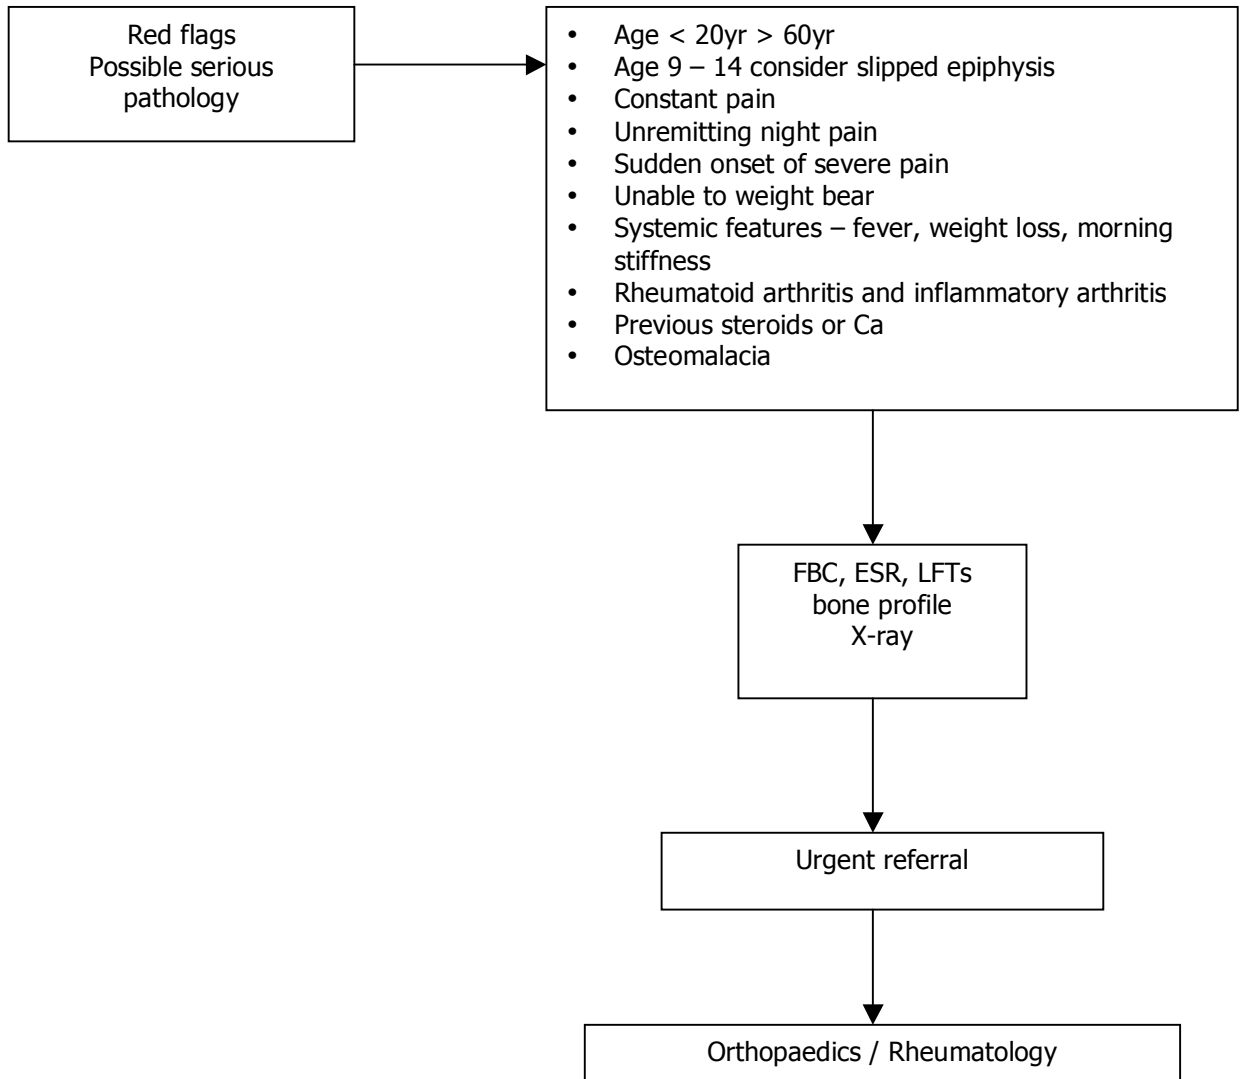 Red flags
Possible serious
pathology
• Age < 20yr > 60yr
• Age 9 – 14 consider slipped epiphysis
• Constant pain
• Unremitting night pain
• Sudden onset of severe pain
• Unable to weight bear
• Systemic features – fever, weight loss, morning
stiffness
• Rheumatoid arthritis and inflammatory arthritis
• Previous steroids or Ca
• Osteomalacia
FBC, ESR, LFTs
bone profile
X-ray
Urgent referral
Orthopaedics / Rheumatology